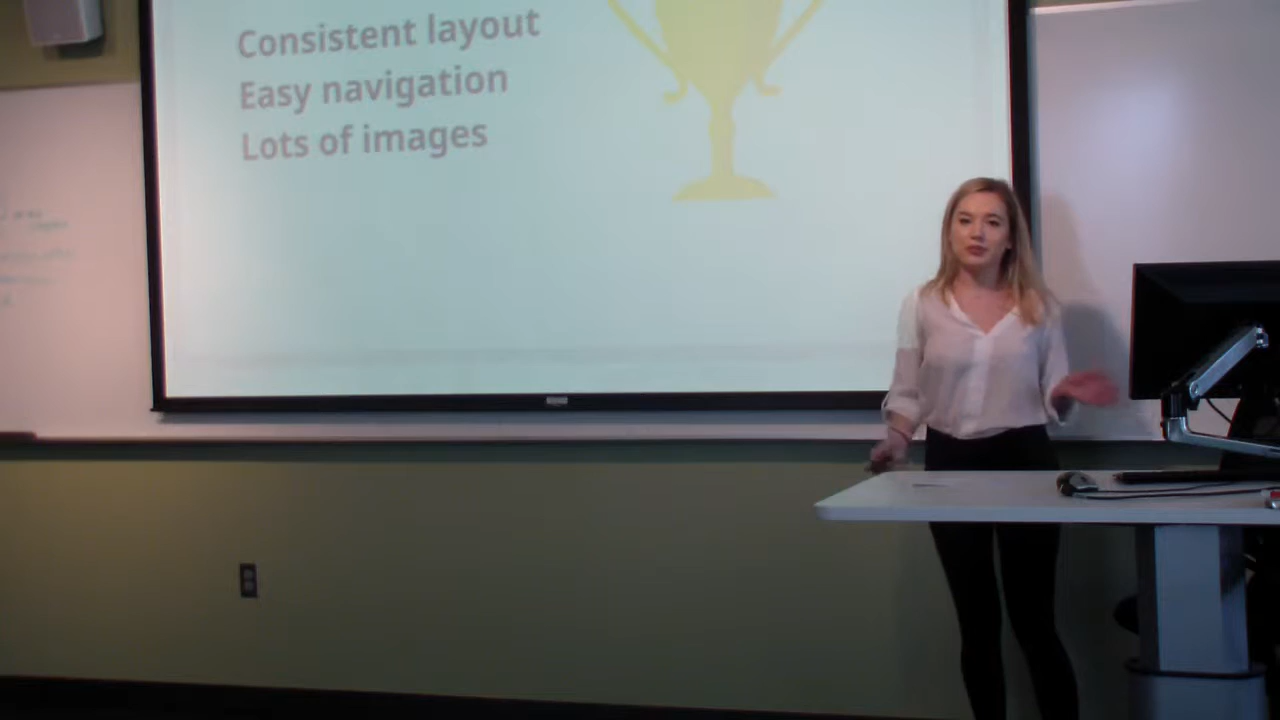 Consistent layout
Easy navigation
Lots of images